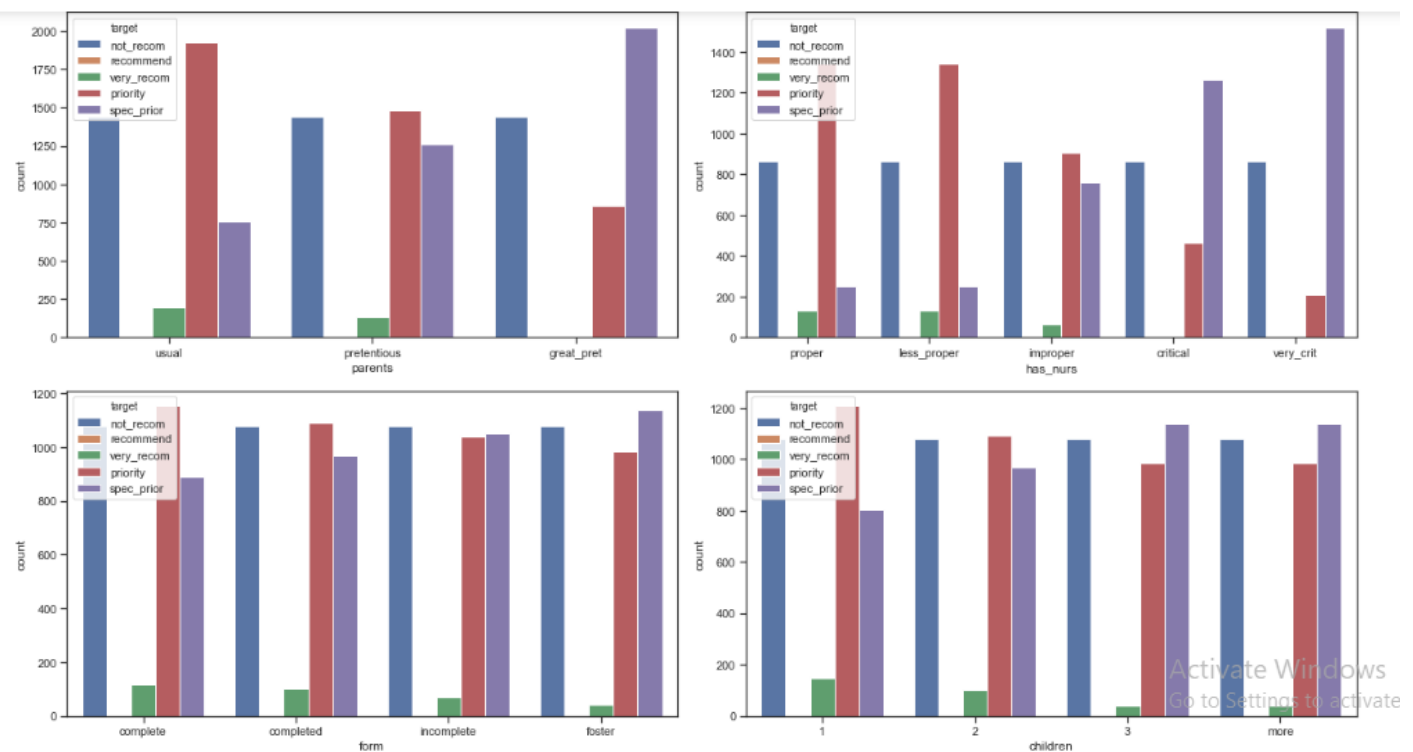 target
not_recom
recommend
very_recom
priority
spec_prior
2000
1750
1500
1250
1000
750
500
250
0
count
usual pretentious great_pret
parents
target
not_recom
recommend
very_recom
priority
spec_prior
1400
1200
1000
800
600
400
200
0
count
proper less_proper improper critical very_crit
has_nurs
target
not_recom
recommend
very_recom
priority
spec_prior
1200
1000
800
600
400
200
0
count
complete completed incomplete foster
form
target
not_recom
recommend
very_recom
priority
spec_prior
1200
1000
800
600
400
200
0
count
1 2 3 more
children
Activate Windows
Go to Settings to activate